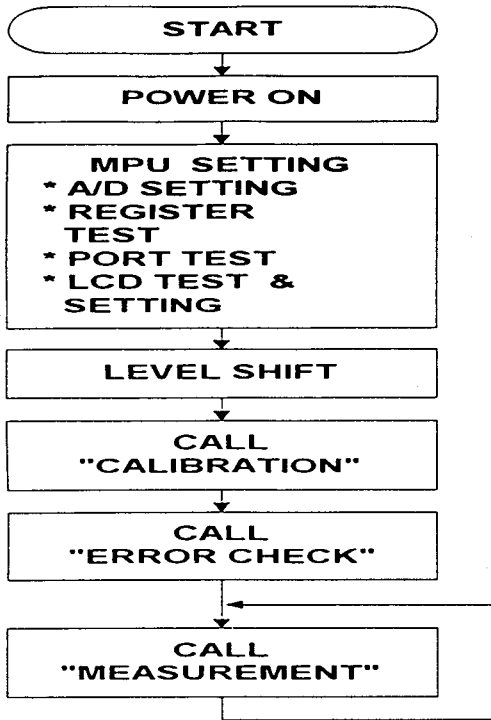 START
POWER ON
MPU SETTING
* A/D SETTING
* REGISTER
TEST
* PORT TEST
* LCD TEST &
SETTING
LEVEL SHIFT
CALL
"CALIBRATION"
CALL
"ERROR CHECK"
CALL
"MEASUREMENT"